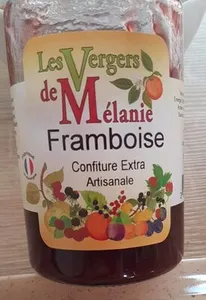 Les Vergers
de Mélanie
Framboise
Confiture Extra
Artisanale